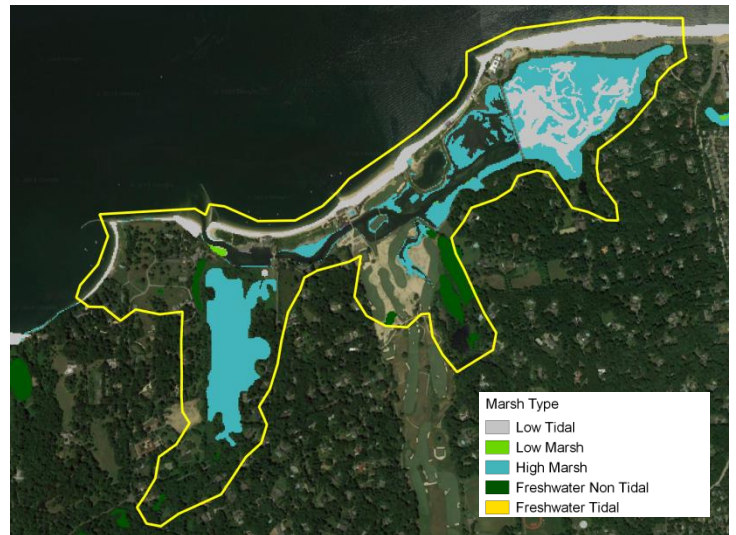 Marsh Type
Low Tidal
Low Marsh
High Marsh
Freshwater Non Tidal
Freshwater Tidal